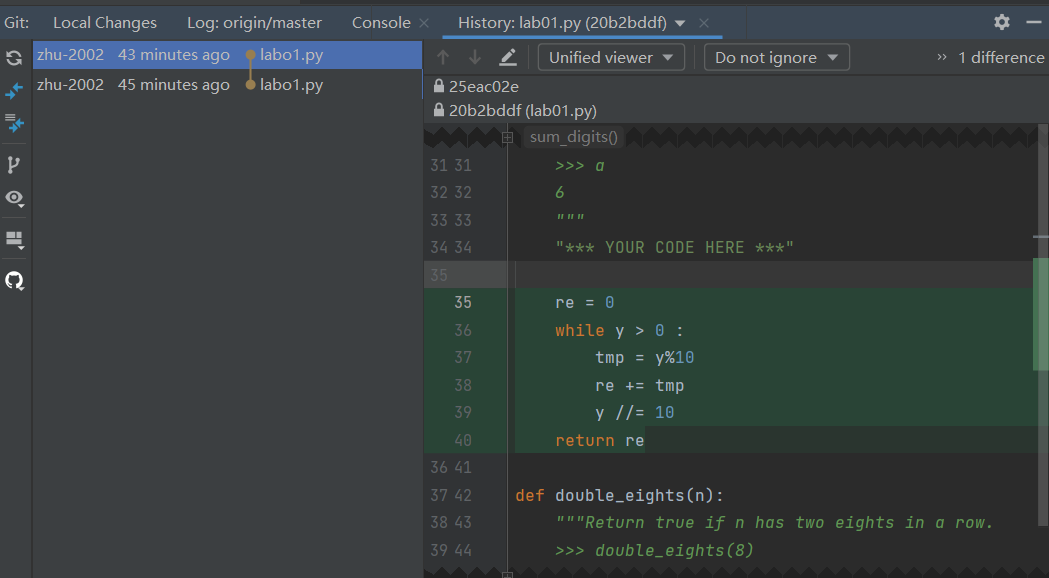 Git: Local Changes Log: origin/master Console History: lab01.py (20b2bddf)
zhu-2002 43 minutes ago labo1.py
zhu-2002 45 minutes ago labo1.py
Unified viewer Do not ignore » 1 difference
25eac02e
20b2bddf (lab01.py)
sum_digits()
31 31 >>> a
32 32 6
33 33 """
34 34 "*** YOUR CODE HERE ***"
35
35 re = 0
36 while y > 0 :
37 tmp = y%10
38 re += tmp
39 y //= 10
40 return re
36 41
37 42 def double_eights(n):
38 43 """Return true if n has two eights in a row.
39 44 >>> double_eights(8)